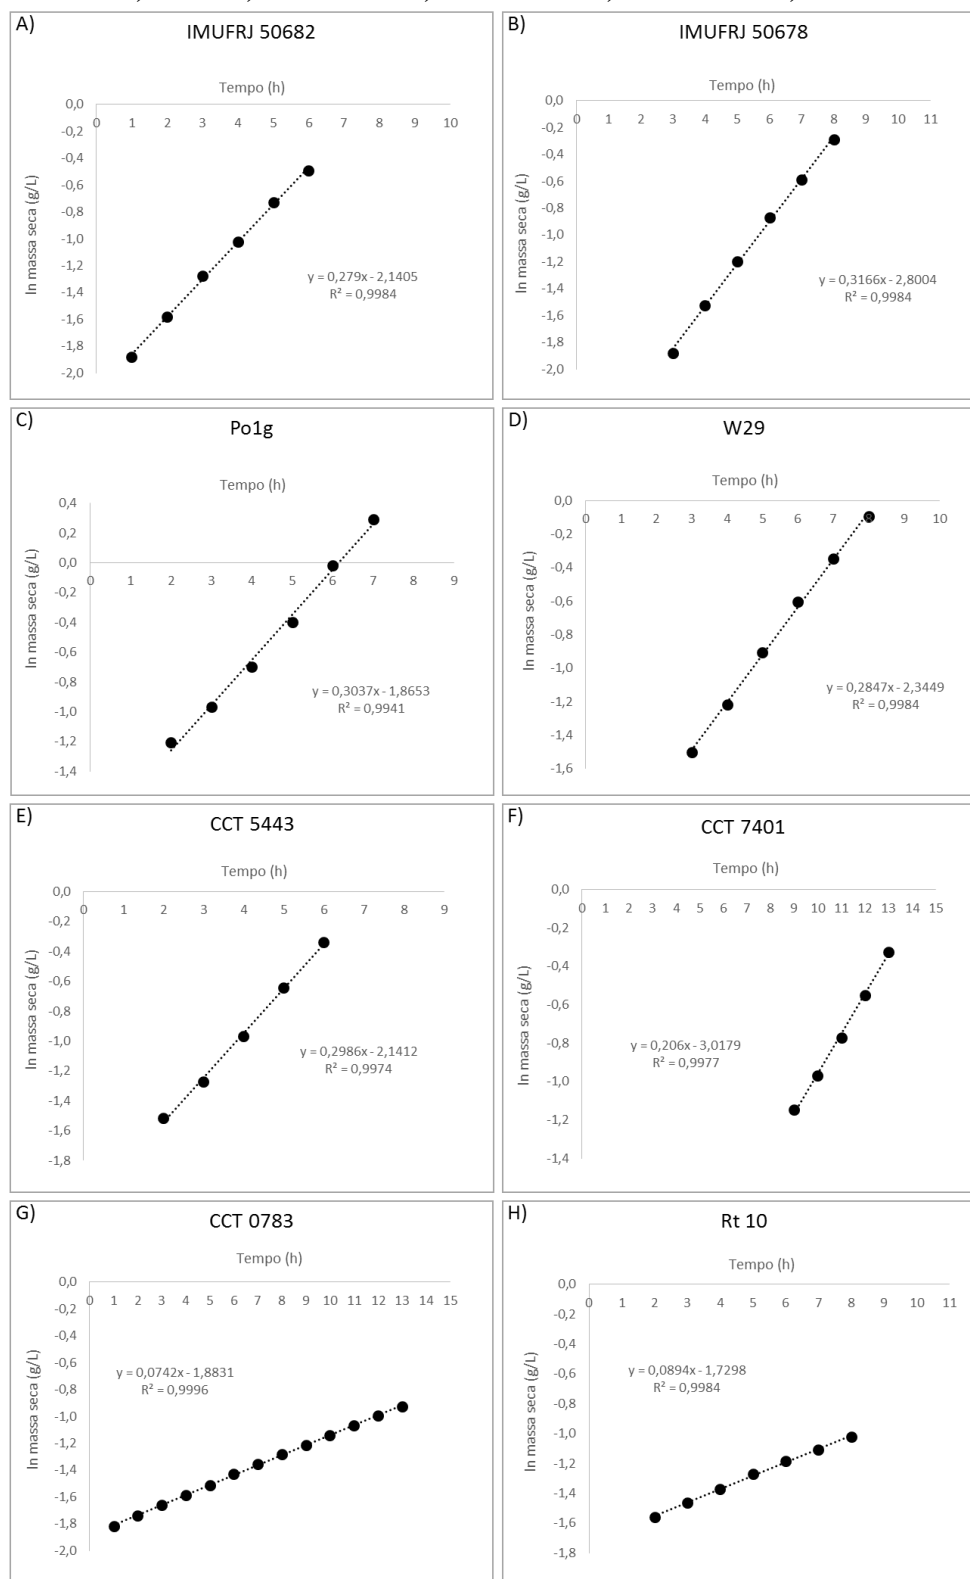 A)
IMUFRJ 50682
Tempo (h)
0,0
0 1 2 3 4 5 6 7 8 9 10
-0,2
-0,4
-0,6
-0,8
-1,0
-1,2
-1,4
-1,6
-1,8
-2,0
ln massa seca (g/L)
y = 0,279x - 2,1405
R² = 0,9984
B)
IMUFRJ 50678
Tempo (h)
0,0
0 1 2 3 4 5 6 7 8 9 10 11
-0,2
-0,4
-0,6
-0,8
-1,0
-1,2
-1,4
-1,6
-1,8
-2,0
ln massa seca (g/L)
y = 0,3166x - 2,8004
R² = 0,9984
C)
Po1g
Tempo (h)
0,4
0,2
0,0
0 1 2 3 4 5 6 7 8 9
-0,2
-0,4
-0,6
-0,8
-1,0
-1,2
-1,4
ln massa seca (g/L)
y = 0,3037x - 1,8653
R² = 0,9941
D)
W29
Tempo (h)
0,0
0 1 2 3 4 5 6 7 8 9 10
-0,2
-0,4
-0,6
-0,8
-1,0
-1,2
-1,4
-1,6
ln massa seca (g/L)
y = 0,2847x - 2,3449
R² = 0,9984
E)
CCT 5443
Tempo (h)
0,0
0 1 2 3 4 5 6 7 8 9
-0,2
-0,4
-0,6
-0,8
-1,0
-1,2
-1,4
-1,6
-1,8
ln massa seca (g/L)
y = 0,2986x - 2,1412
R² = 0,9974
F)
CCT 7401
Tempo (h)
0,0
0 1 2 3 4 5 6 7 8 9 10 11 12 13 14 15
-0,2
-0,4
-0,6
-0,8
-1,0
-1,2
-1,4
ln massa seca (g/L)
y = 0,206x - 3,0179
R² = 0,9977
G)
CCT 0783
Tempo (h)
0,0
0 1 2 3 4 5 6 7 8 9 10 11 12 13 14 15
-0,2
-0,4
-0,6
-0,8
-1,0
-1,2
-1,4
-1,6
-1,8
-2,0
ln massa seca (g/L)
y = 0,0742x - 1,8831
R² = 0,9996
H)
Rt 10
Tempo (h)
0,0
0 1 2 3 4 5 6 7 8 9 10 11
-0,2
-0,4
-0,6
-0,8
-1,0
-1,2
-1,4
-1,6
-1,8
ln massa seca (g/L)
y = 0,0894x - 1,7298
R² = 0,9984